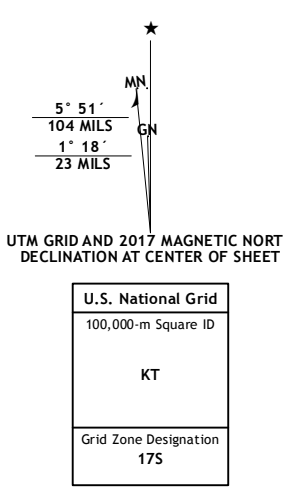 ★
MN
5° 51´
104 MILS
GN
1° 18´
23 MILS
UTM GRID AND 2017 MAGNETIC NORT
DECLINATION AT CENTER OF SHEET
U.S. National Grid
100,000-m Square ID
KT
Grid Zone Designation
17S